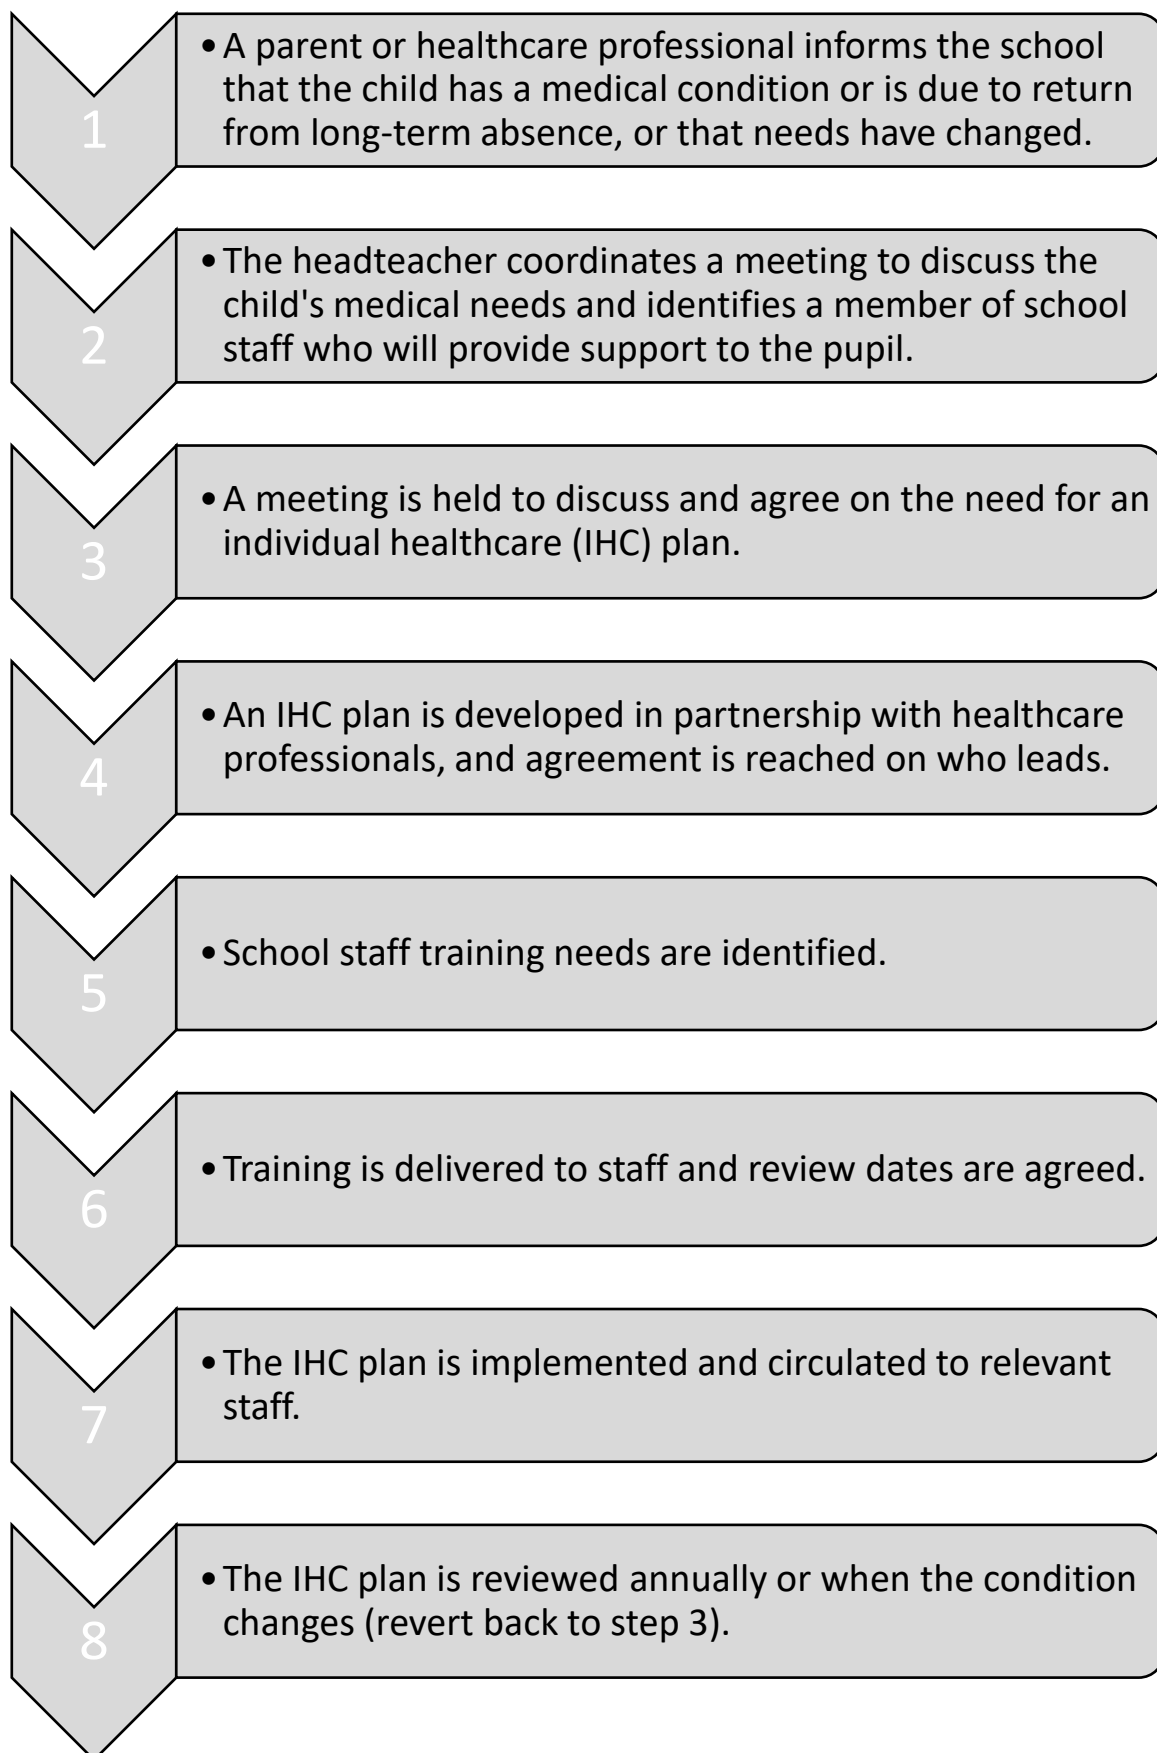 1
• A parent or healthcare professional informs the school
that the child has a medical condition or is due to return
from long-term absence, or that needs have changed.
2
• The headteacher coordinates a meeting to discuss the
child's medical needs and identifies a member of school
staff who will provide support to the pupil.
3
• A meeting is held to discuss and agree on the need for an
individual healthcare (IHC) plan.
4
• An IHC plan is developed in partnership with healthcare
professionals, and agreement is reached on who leads.
5
• School staff training needs are identified.
6
• Training is delivered to staff and review dates are agreed.
7
• The IHC plan is implemented and circulated to relevant
staff.
8
• The IHC plan is reviewed annually or when the condition
changes (revert back to step 3).